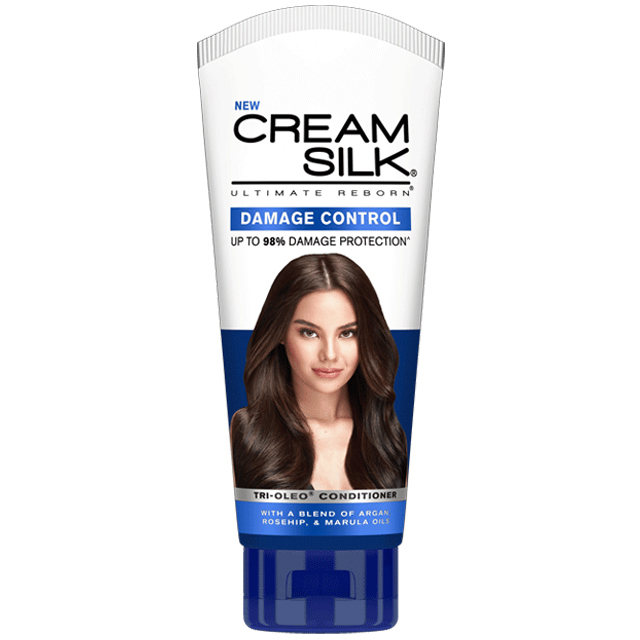 NEW
CREAM
SILK®
ULTIMATE REBORN®
DAMAGE CONTROL
UP TO 98% DAMAGE PROTECTION^
TRI-OLEO® CONDITIONER
WITH A BLEND OF ARGAN
ROSEHIP, & MARULA OILS